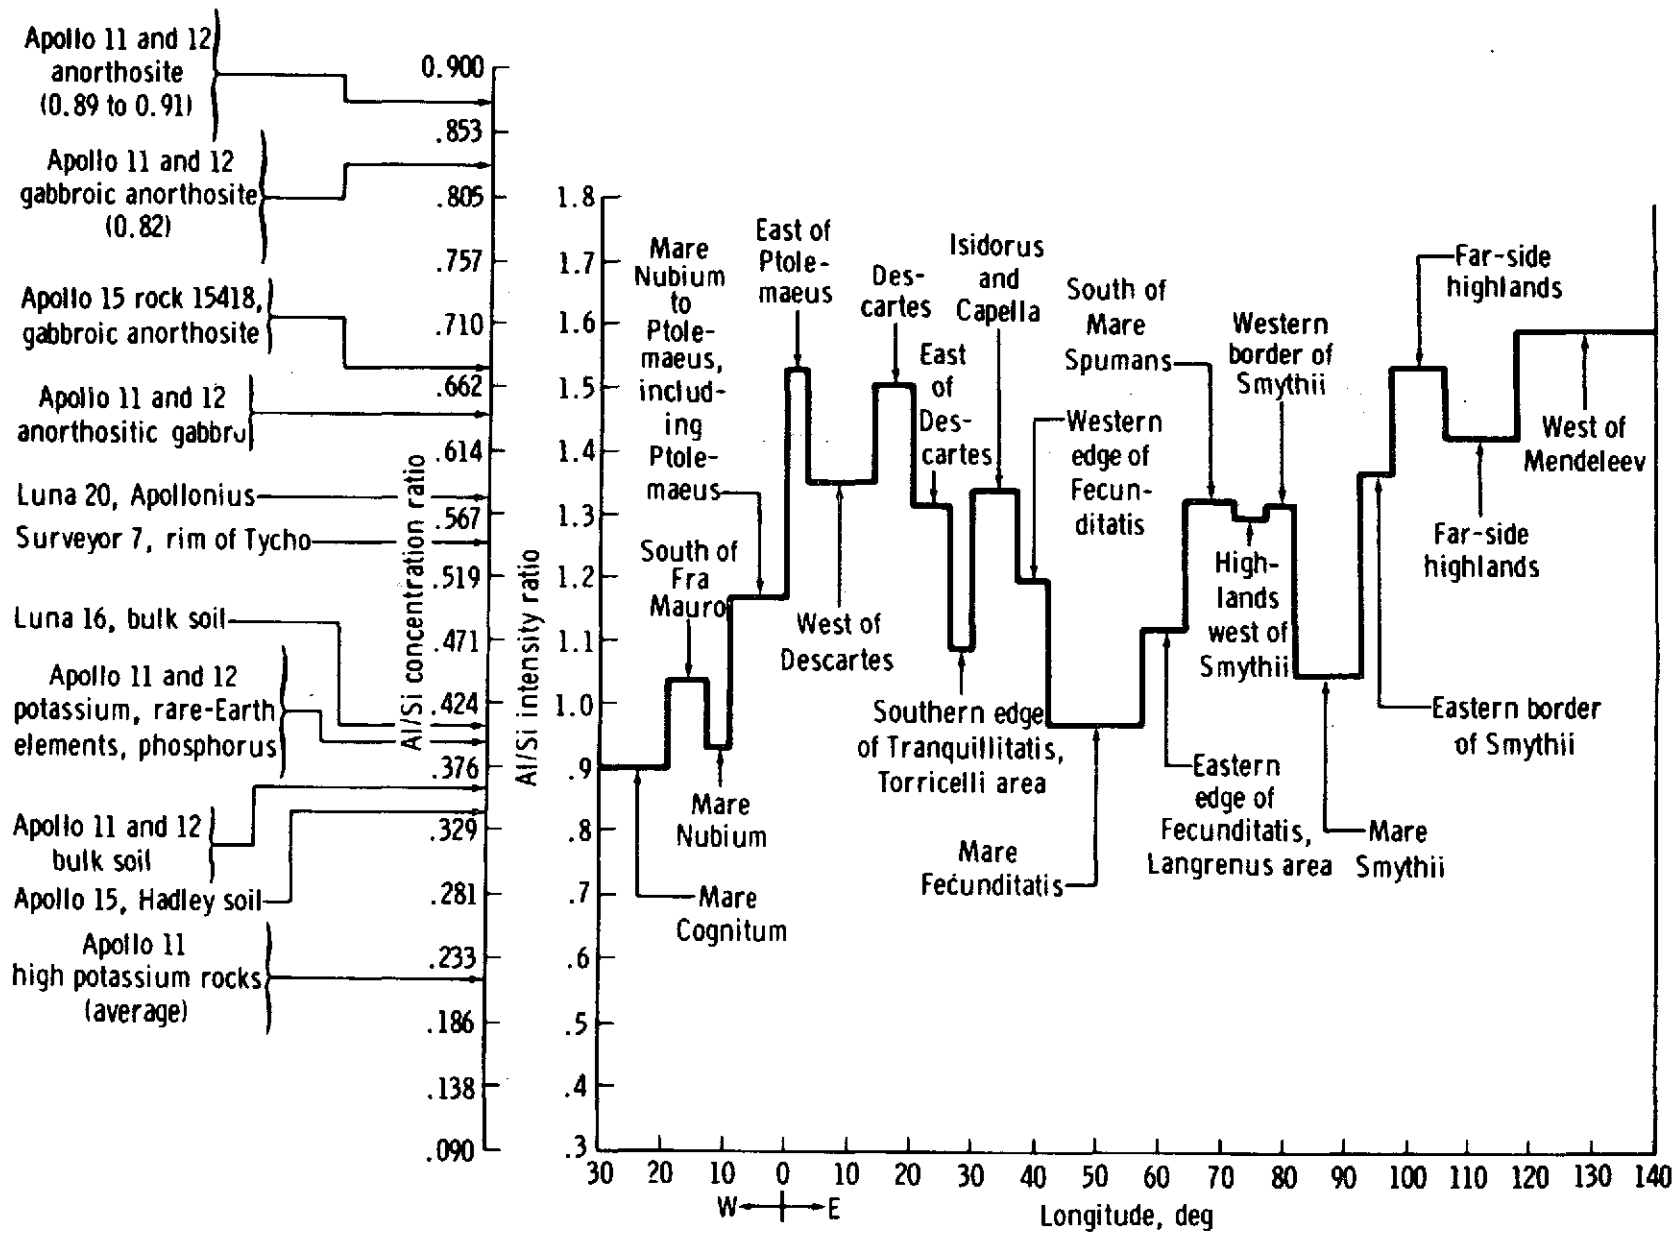 Apollo 11 and 12
anorthosite
(0.89 to 0.91)
Apollo 11 and 12
gabbroic anorthosite
(0.82)
Apollo 15 rock 15418,
gabbroic anorthosite
Apollo 11 and 12
anorthositic gabbro
Luna 20, Apollonius
Surveyor 7, rim of Tycho
Luna 16, bulk soil
Apollo 11 and 12
potassium, rare-Earth
elements, phosphorus
Apollo 11 and 12
bulk soil
Apollo 15, Hadley soil
Apollo 11
high potassium rocks
(average)
Al/Si concentration ratio
0.900
.853
.805
.757
.710
.662
.614
.567
.519
.471
.424
.376
.329
.281
.233
.186
.138
.090
Al/Si intensity ratio
1.8
1.7
1.6
1.5
1.4
1.3
1.2
1.1
1.0
.9
.8
.7
.6
.5
.4
.3
Mare
Nubium
to
Ptole-
maeus,
includ-
ing
Ptole-
maeus
South of
Fra
Mauro
Mare
Nubium
Mare
Cognitum
East of
Ptole-
maeus
West of
Descartes
Des-
cartes
East
of
Des-
cartes
Southern edge
of Tranquillitatis,
Torricelli area
Isidorus
and
Capella
Western
edge of
Fecun-
ditatis
Mare
Fecunditatis
South of
Mare
Spumans
Eastern
edge of
Fecunditatis,
Langrenus area
High-
lands
west of
Smythii
Western
border of
Smythii
Mare
Smythii
Eastern border
of Smythii
Far-side
highlands
Far-side
highlands
West of
Mendeleev
30 20 10 0 10 20 30 40 50 60 70 80 90 100 110 120 130 140
W E
Longitude, deg